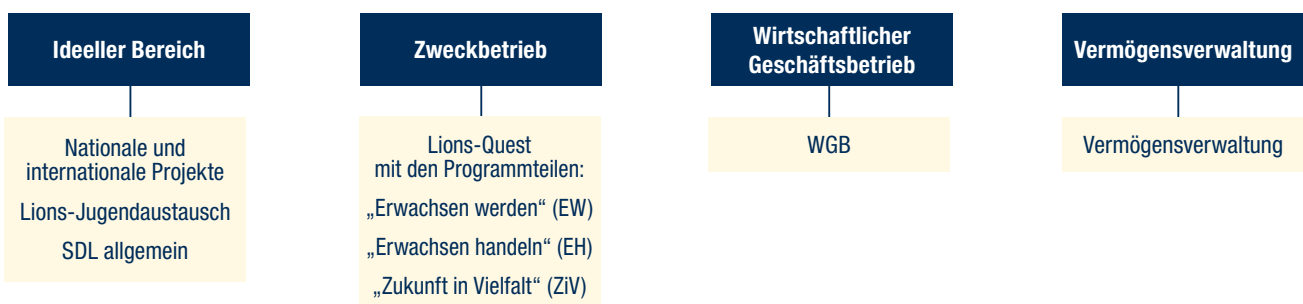 Ideeller Bereich
Nationale und
internationale Projekte
Lions-Jugendaustausch
SDL allgemein
Zweckbetrieb
Lions-Quest
mit den Programmteilen:
„Erwachsen werden“ (EW)
„Erwachsen handeln“ (EH)
„Zukunft in Vielfalt“ (ZiV)
Wirtschaftlicher
Geschäftsbetrieb
WGB
Vermögensverwaltung
Vermögensverwaltung